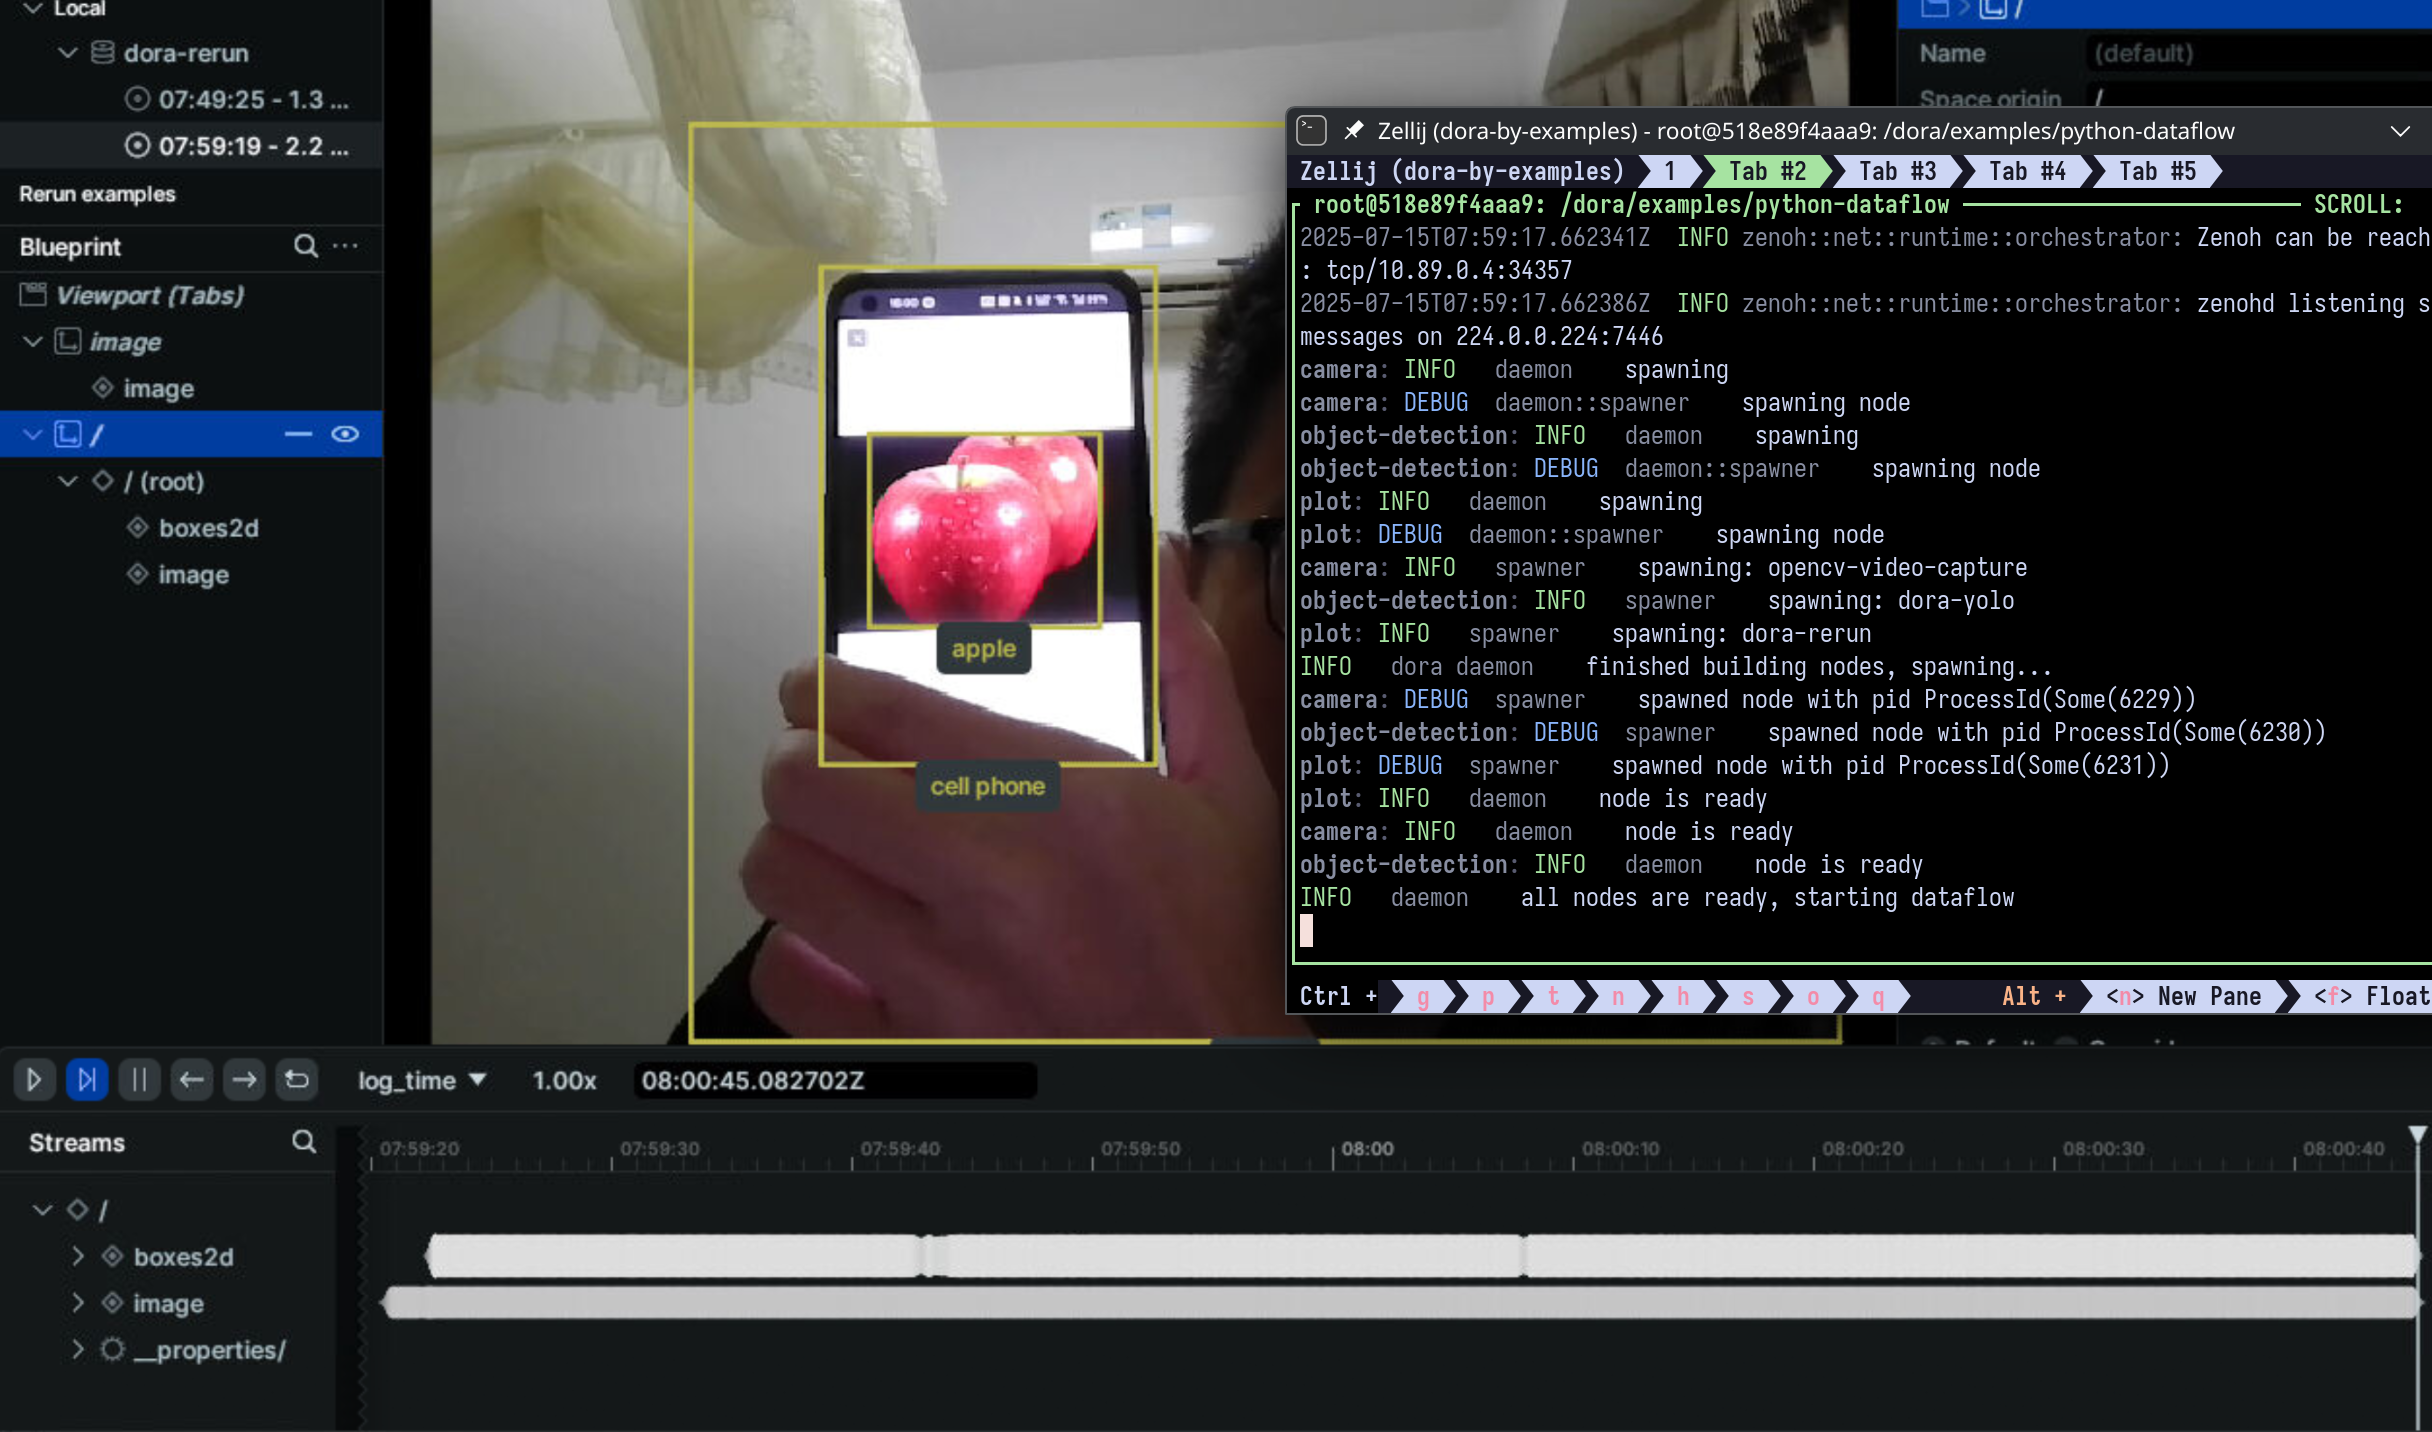 Local
dora-rerun
07:49:25 - 1.3 ...
07:59:19 - 2.2 ...
Rerun examples
Blueprint
Viewport (Tabs)
image
image
/
/ (root)
boxes2d
image
apple
cell phone
/
Name (default)
Space origin /
Zellij (dora-by-examples) - root@518e89f4aaa9: /dora/examples/python-dataflow
Zellij (dora-by-examples) 1 Tab #2 Tab #3 Tab #4 Tab #5
root@518e89f4aaa9: /dora/examples/python-dataflow SCROLL:
2025-07-15T07:59:17.662341Z INFO zenoh::net::runtime::orchestrator: Zenoh can be reach
: tcp/10.89.0.4:34357
2025-07-15T07:59:17.662386Z INFO zenoh::net::runtime::orchestrator: zenohd listening s
messages on 224.0.0.224:7446
camera: INFO daemon spawning
camera: DEBUG daemon::spawner spawning node
object-detection: INFO daemon spawning
object-detection: DEBUG daemon::spawner spawning node
plot: INFO daemon spawning
plot: DEBUG daemon::spawner spawning node
camera: INFO spawner spawning: opencv-video-capture
object-detection: INFO spawner spawning: dora-yolo
plot: INFO spawner spawning: dora-rerun
INFO dora daemon finished building nodes, spawning...
camera: DEBUG spawner spawned node with pid ProcessId(Some(6229))
object-detection: DEBUG spawner spawned node with pid ProcessId(Some(6230))
plot: DEBUG spawner spawned node with pid ProcessId(Some(6231))
plot: INFO daemon node is ready
camera: INFO daemon node is ready
object-detection: INFO daemon node is ready
INFO daemon all nodes are ready, starting dataflow
Ctrl + g p t n h s o q Alt + <n> New Pane <f> Float
log_time 1.00x 08:00:45.082702Z
Streams
07:59:20 07:59:30 07:59:40 07:59:50 08:00 08:00:10 08:00:20 08:00:30 08:00:40
/
boxes2d
image
__properties/